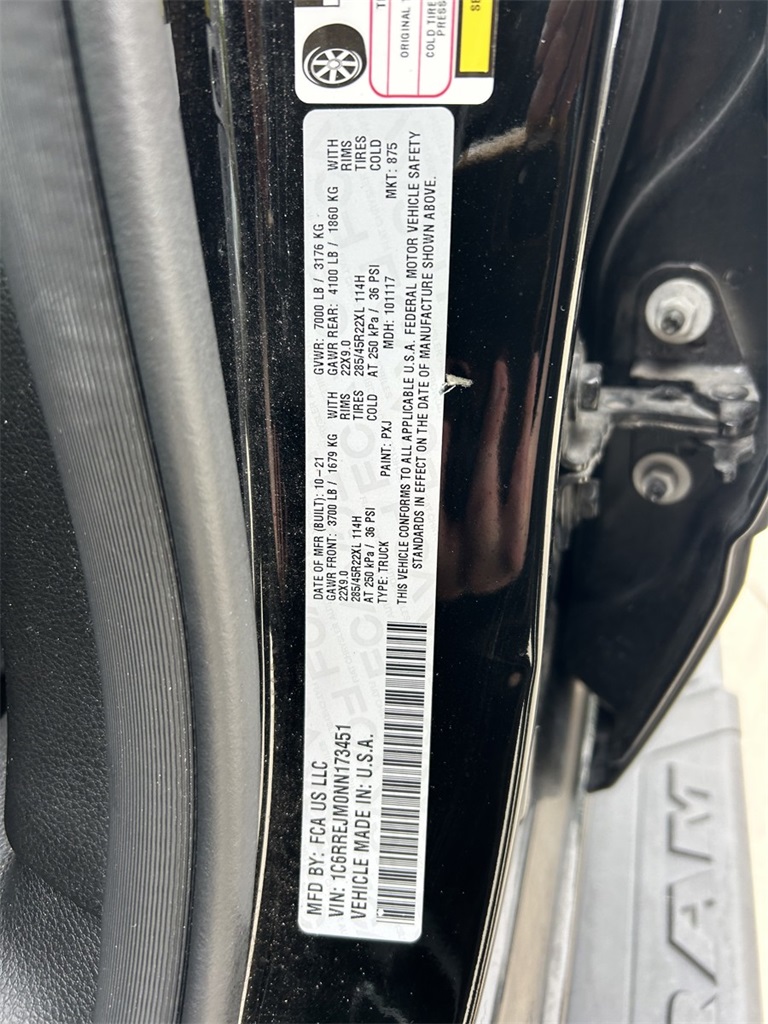 MFD BY: FCA US LLC
VIN: 1C6RREJM0NN173451
VEHICLE MADE IN: U.S.A.
DATE OF MFR (BUILT): 10-21 GVWR: 7000 LB / 3176 KG
GAWR FRONT: 3700 LB / 1679 KG WITH GAWR REAR: 4100 LB / 1860 KG WITH
22X9.0 RIMS 22X9.0 RIMS
285/45R22XL 114H TIRES 285/45R22XL 114H TIRES
AT 250 kPa / 36 PSI COLD AT 250 kPa / 36 PSI COLD
TYPE: TRUCK PAINT: PXJ MDH: 101117 MKT: 875
THIS VEHICLE CONFORMS TO ALL APPLICABLE U.S.A. FEDERAL MOTOR VEHICLE SAFETY
STANDARDS IN EFFECT ON THE DATE OF MANUFACTURE SHOWN ABOVE.
ORIGINAL
COLD TIRE
RAM